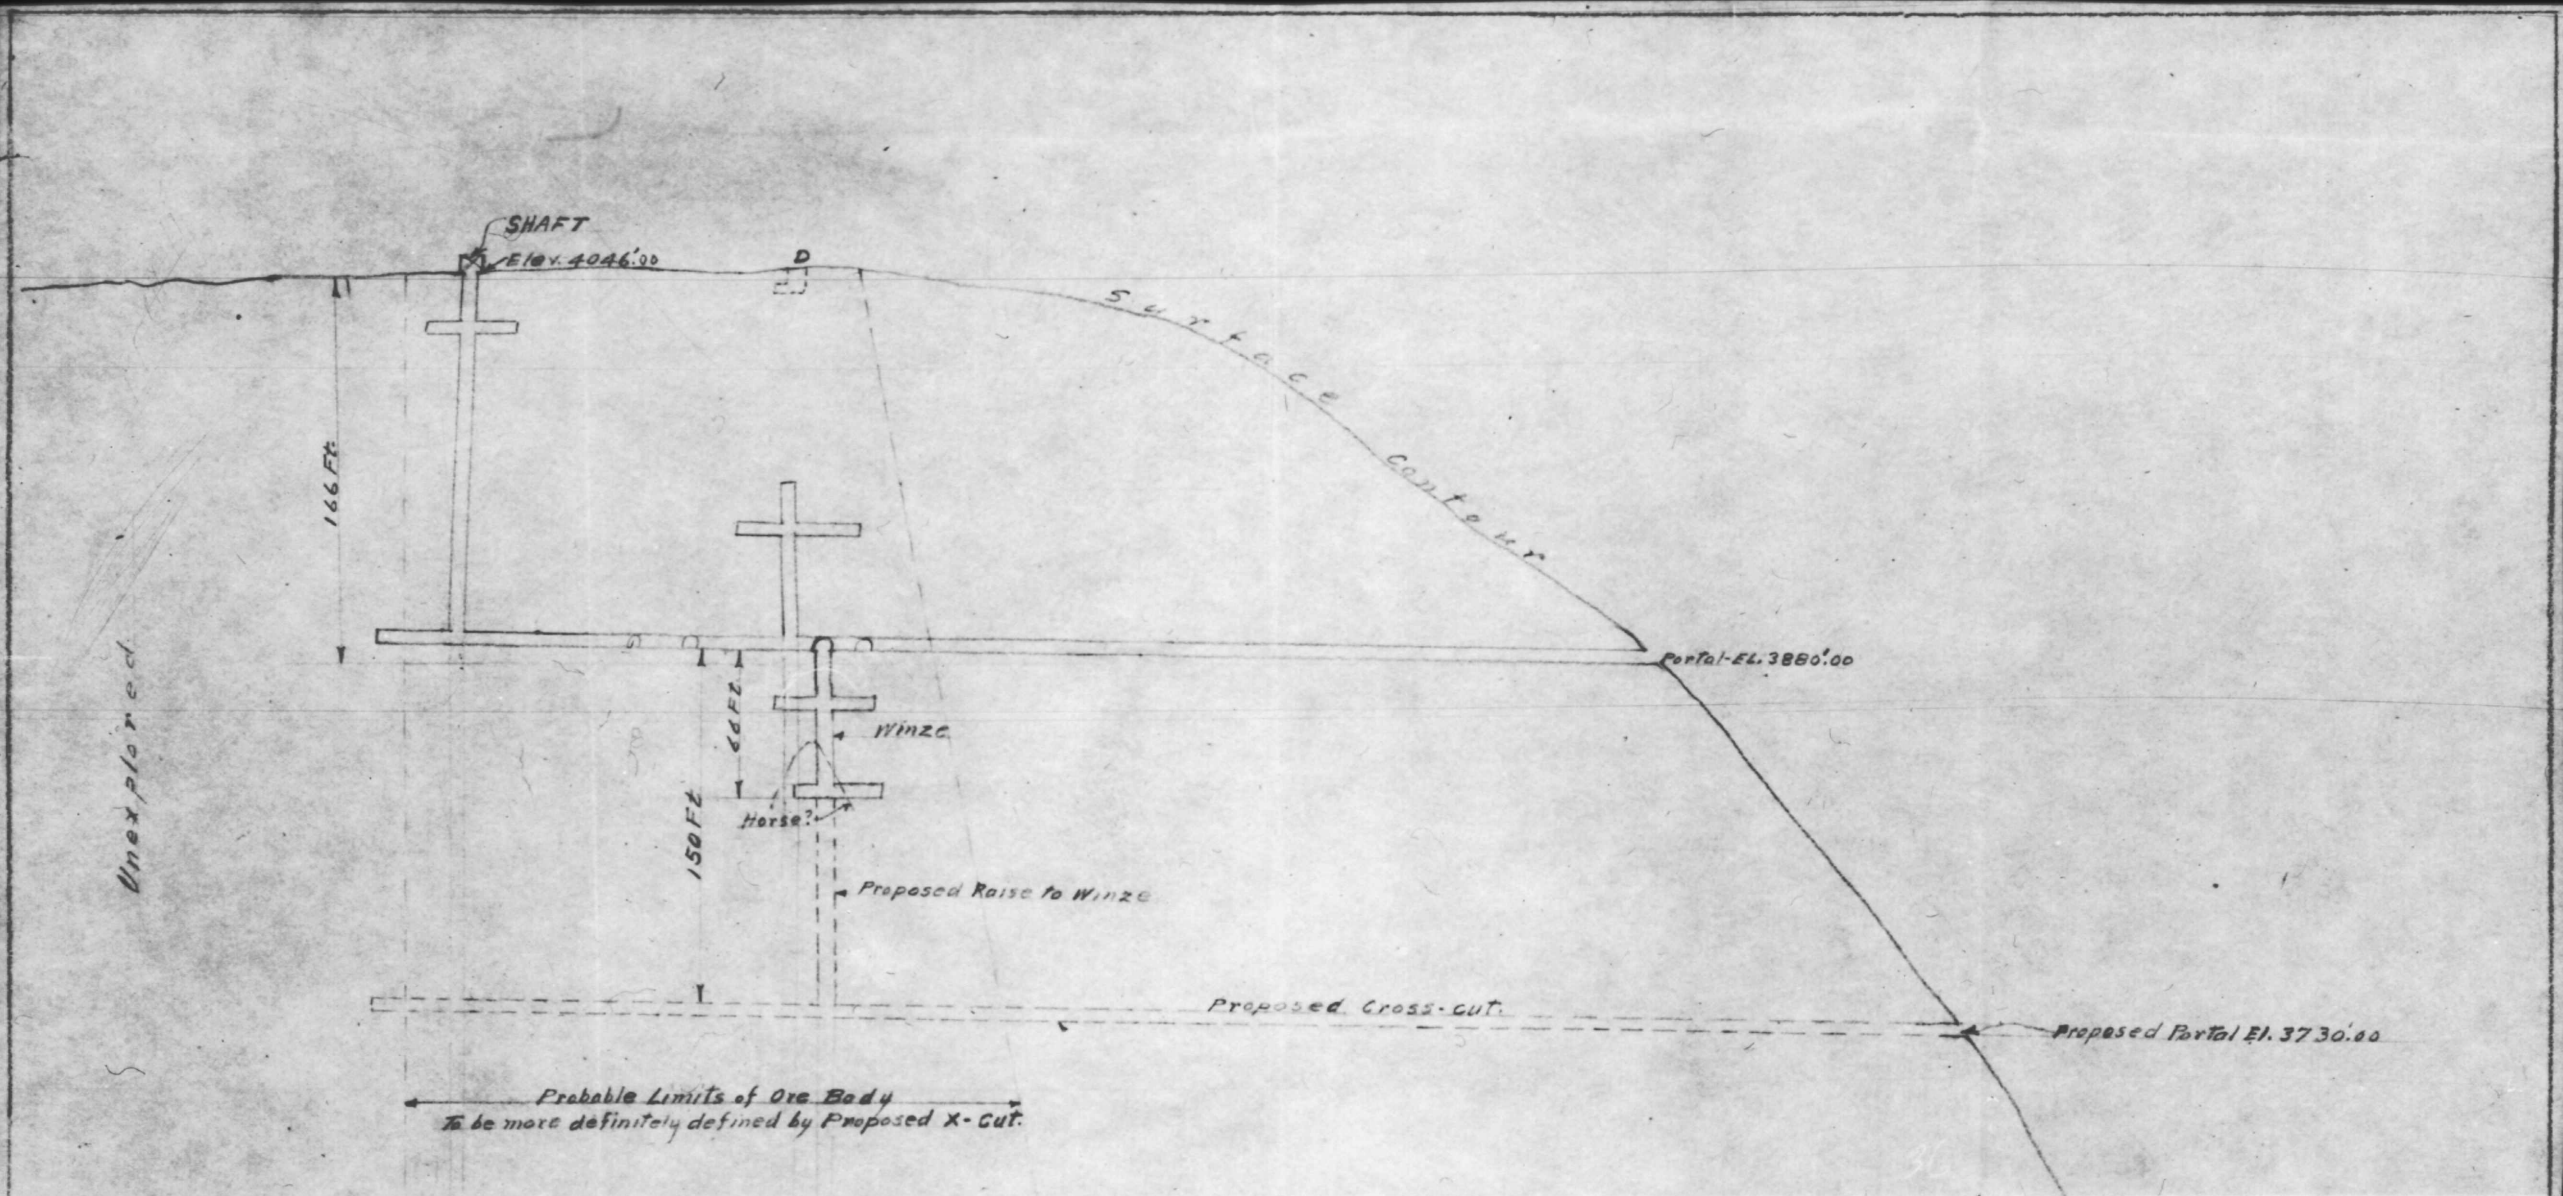 SHAFT
Elev. 4046'.00
D
Surface contour
166 Ft.
Unexplored
Portal-EL. 3880'.00
66 Ft
Winze
150 Ft
Horse?
Proposed Raise to Winze
Proposed Cross-cut.
Proposed Portal El. 3730'.00
Probable Limits of Ore Body
To be more definitely defined by Proposed X-Cut.